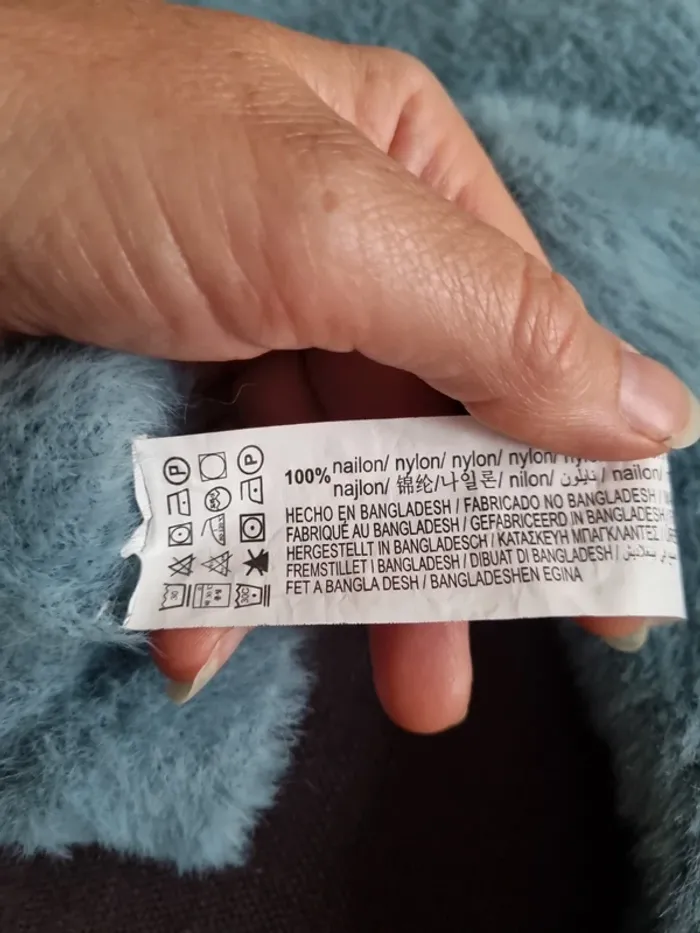 100% nailon/ nylon/ nylon/ nylon/
najlon/ 锦纶/나일론/ nilon/ نايلون / nailon/
HECHO EN BANGLADESH / FABRICADO NO BANGLADESH /
FABRIQUÉ AU BANGLADESH / GEFABRICEERD IN BANGLADESH
HERGESTELLT IN BANGLADESCH / ΚΑΤΑΣΚΕΥΗ ΜΠΑΓΚΛΑΝΤΕΣ /
FREMSTILLET I BANGLADESH / DIBUAT DI BANGLADESH /
FET A BANGLA DESH / BANGLADESHEN EGINA
P
P
30
30C